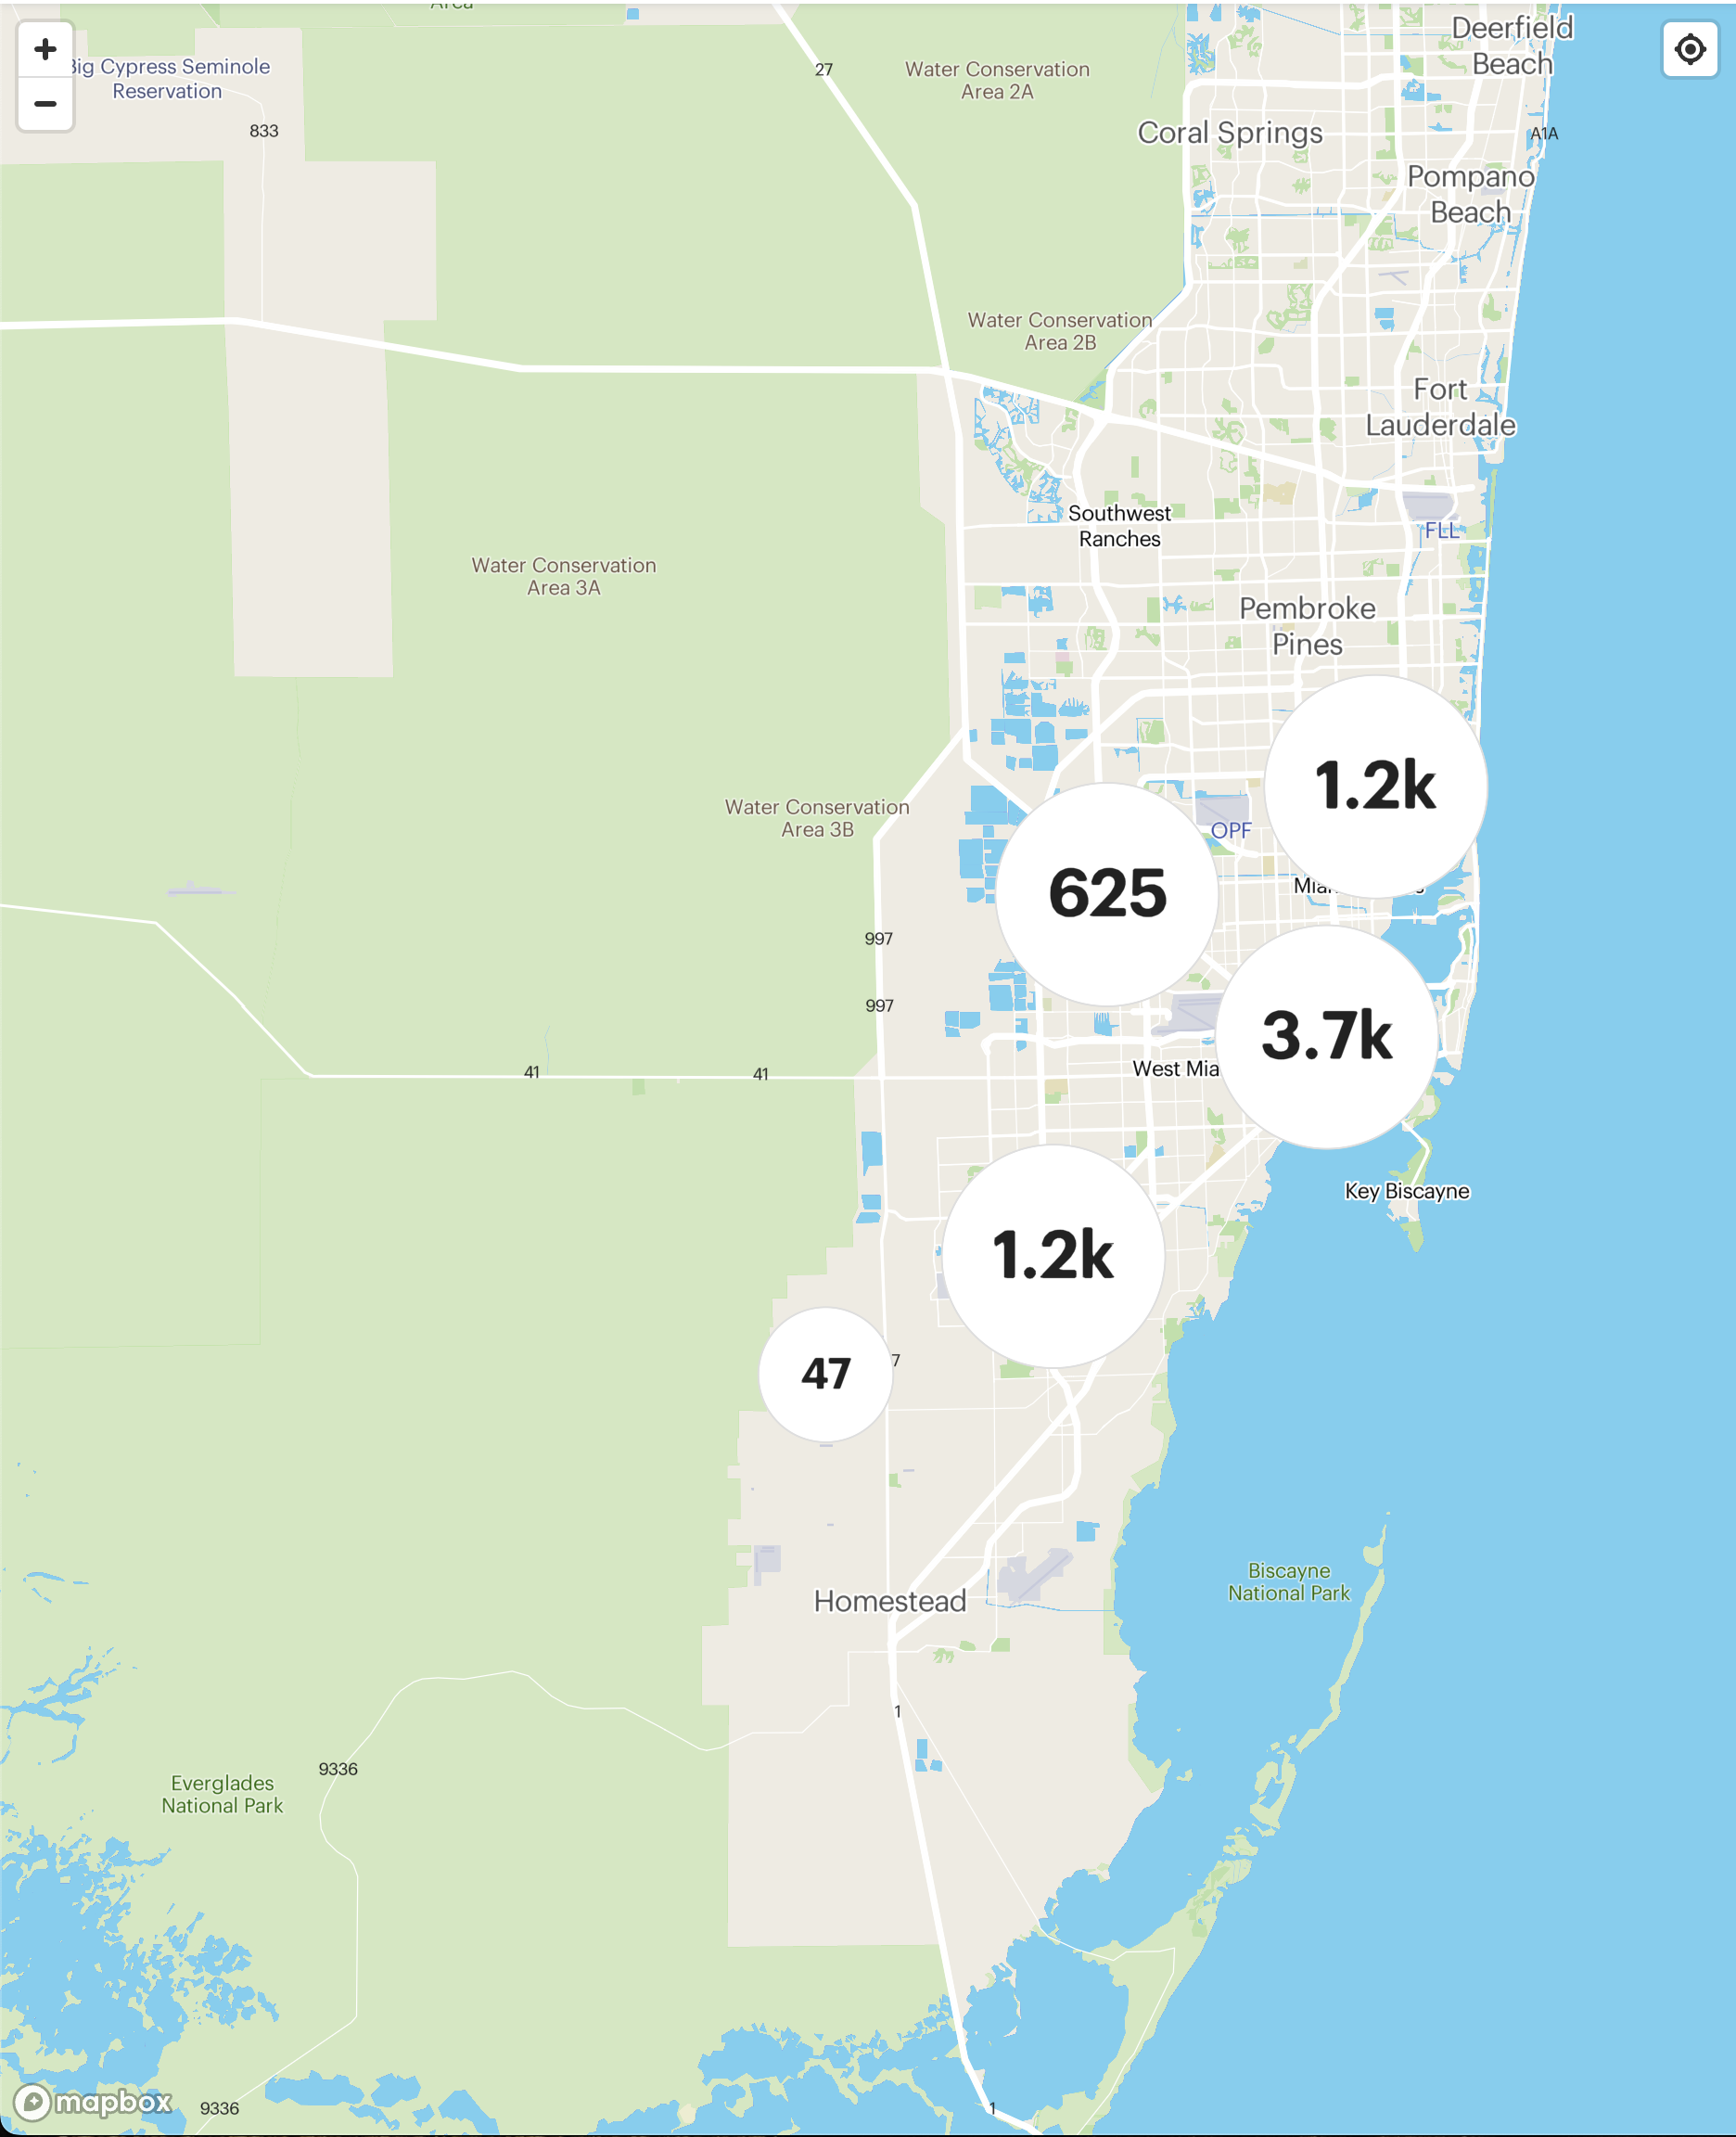 Area
+
Big Cypress Seminole
Reservation
−
833
27
Water Conservation
Area 2A
Deerfield
Beach
Coral Springs
A1A
Pompano
Beach
Water Conservation
Area 2B
Fort
Lauderdale
Southwest
Ranches
FLL
Water Conservation
Area 3A
Pembroke
Pines
1.2k
Water Conservation
Area 3B
OPF
625
997
997
3.7k
West Mia
41
41
Key Biscayne
1.2k
7
47
Homestead
Biscayne
National Park
1
9336
Everglades
National Park
mapbox
9336
1